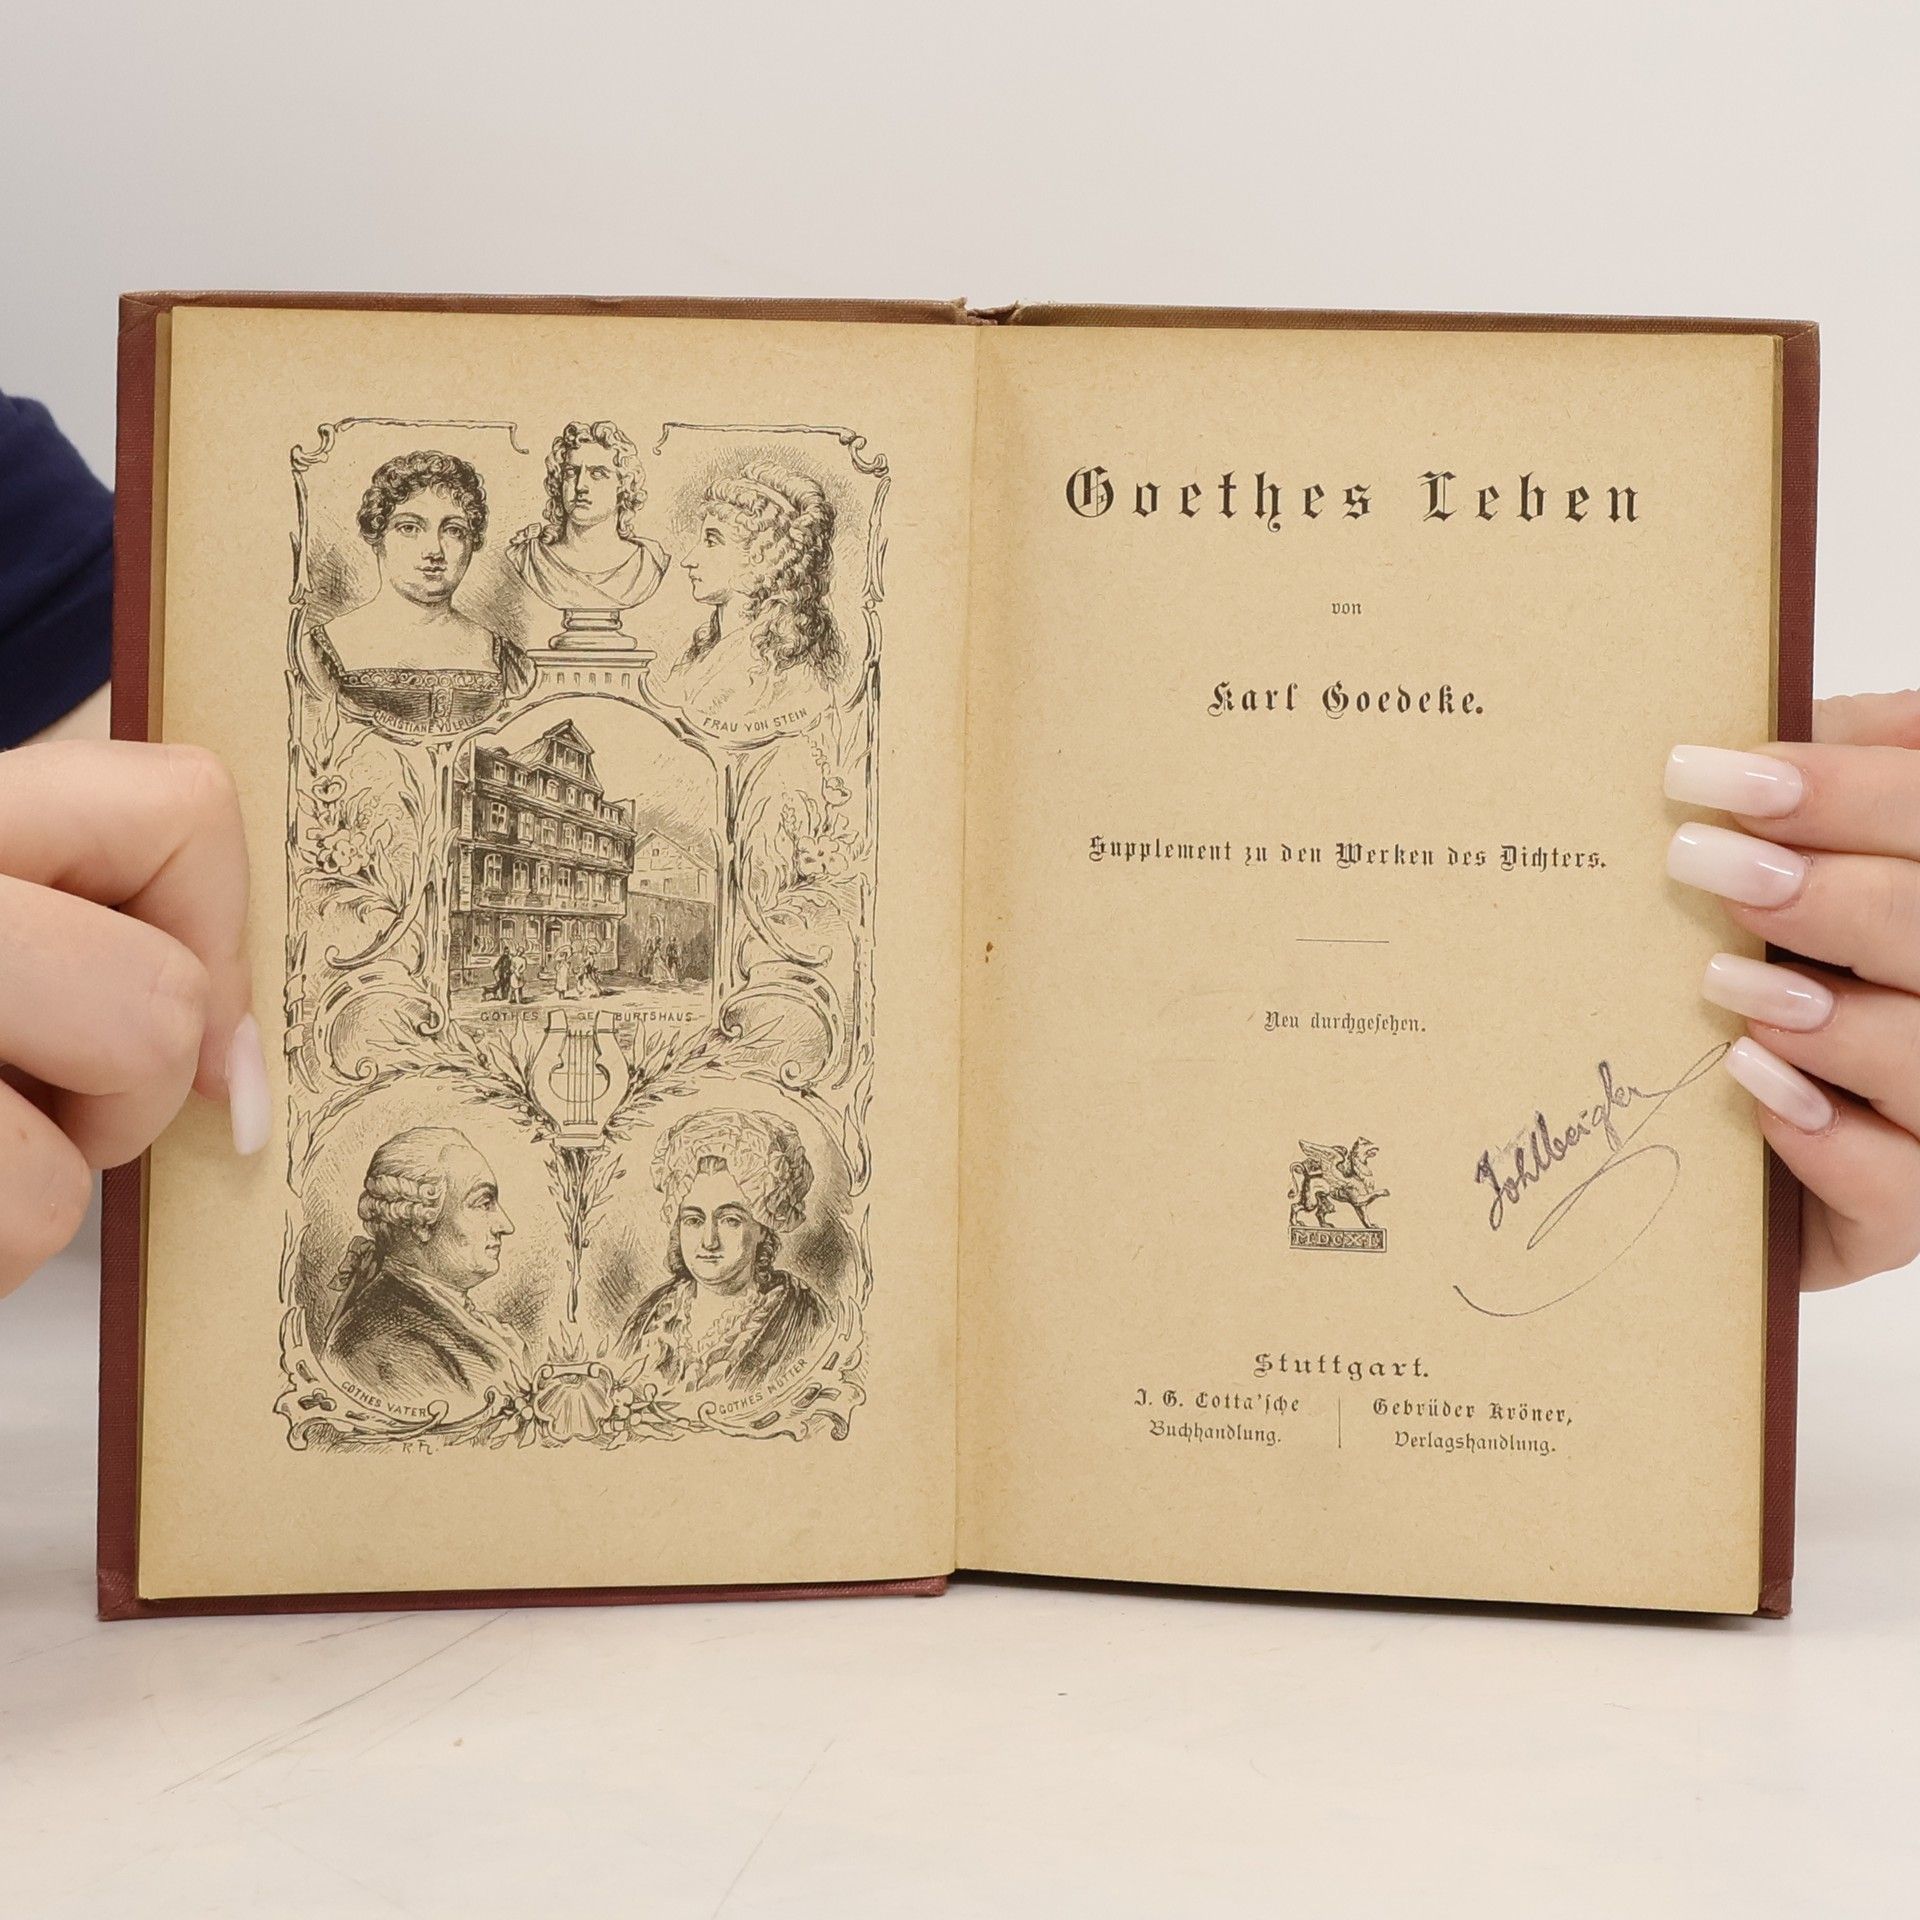 CHRISTIANE VULPIUS
FRAU VON STEIN
GÖTHES GEBURTSHAUS
GÖTHES VATER
GÖTHES MUTTER
Goethes Leben
von
Karl Goedeke.
Supplement zu den Werken des Dichters.
Neu durchgesehen.
MDCXL
Stuttgart.
J. G. Cotta'sche
Buchhandlung.
Gebrüder Kröner,
Verlagshandlung.